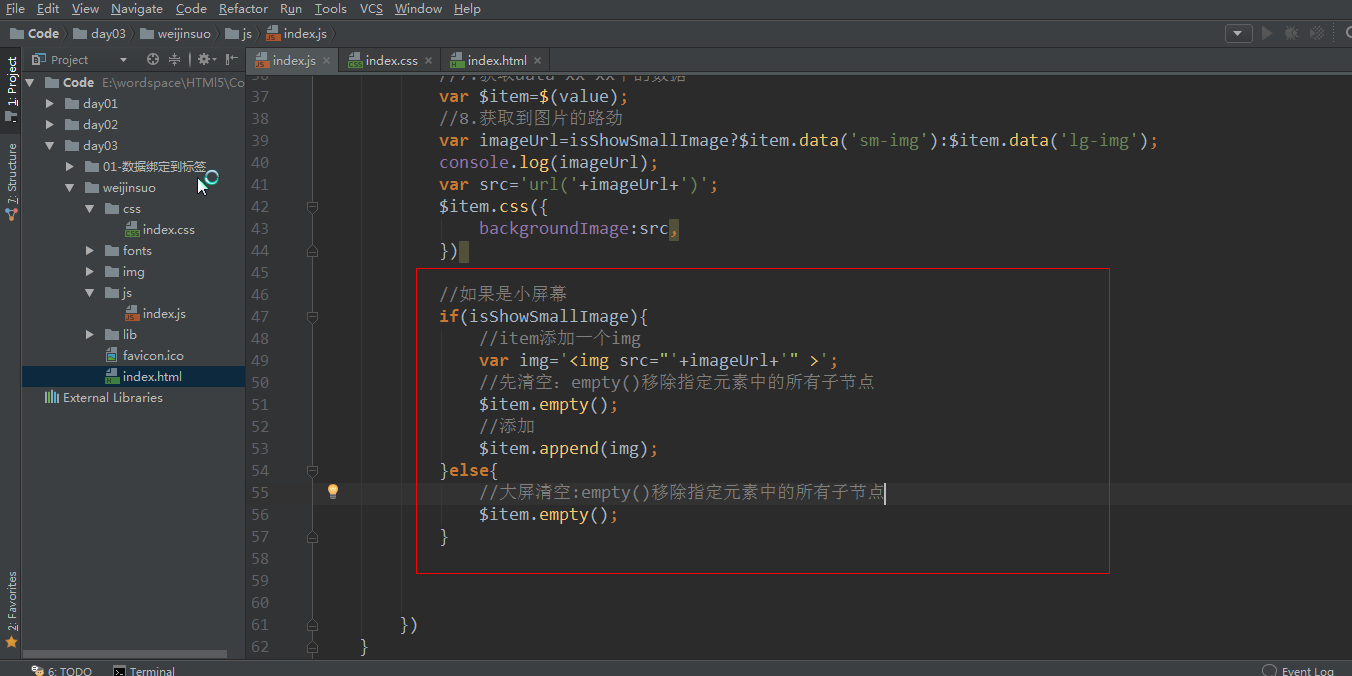 File Edit View Navigate Code Refactor Run Tools VCS Window Help
Code day03 weijinsuo js index.js
1: Project
7: Structure
2: Favorites
Project
index.js × index.css × index.html ×
Code E:\wordspace\HTMl5\Co
day01
day02
day03
01-数据绑定到标签
weijinsuo
css
index.css
fonts
img
js
index.js
lib
favicon.ico
index.html
External Libraries
36 //7.获取data-xx-xx中的数据
37 var $item=$(value);
38 //8.获取到图片的路劲
39 var imageUrl=isShowSmallImage?$item.data('sm-img'):$item.data('lg-img');
40 console.log(imageUrl);
41 var src='url('+imageUrl+')';
42 $item.css({
43 backgroundImage:src,
44 })
45
46 //如果是小屏幕
47 if(isShowSmallImage){
48 //item添加一个img
49 var img='<img src="'+imageUrl+'" >';
50 //先清空: empty()移除指定元素中的所有子节点
51 $item.empty();
52 //添加
53 $item.append(img);
54 }else{
55 //大屏清空:empty()移除指定元素中的所有子节点
56 $item.empty();
57 }
58
59
60
61 })
62 }
6: TODO Terminal Event Log